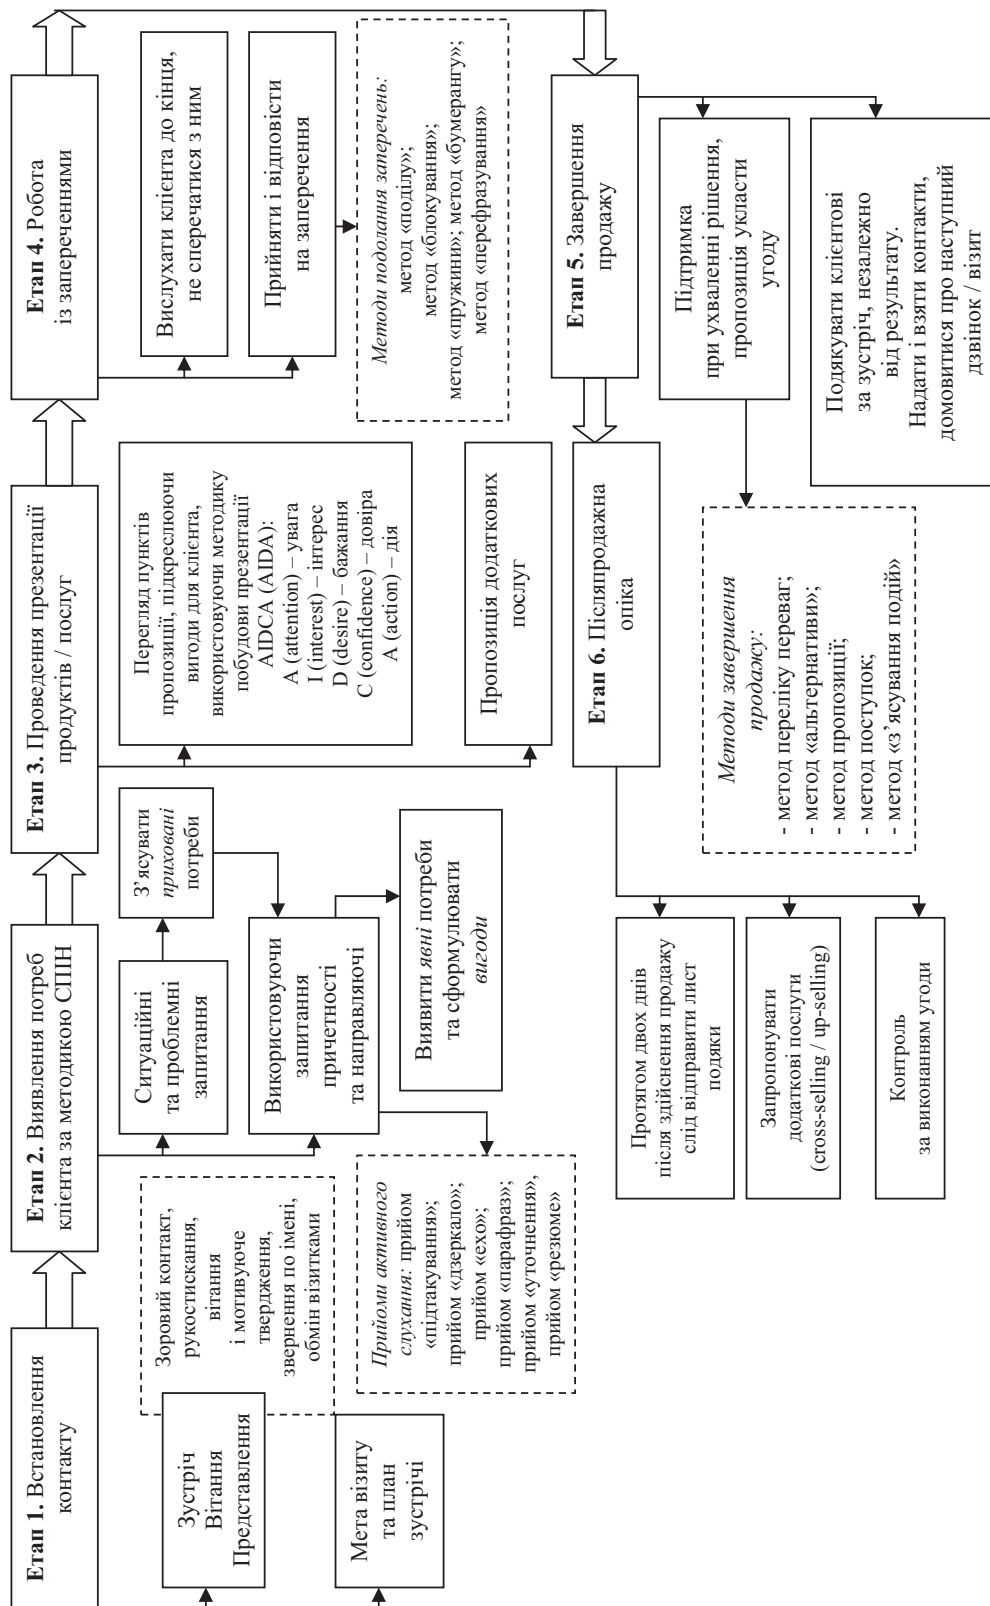 Етап 1. Встановлення
контакту
Зустріч
Вітання
Представлення
Зоровий контакт,
рукостискання,
вітання
і мотивуюче
твердження,
звернення по імені,
обмін візитками
Мета візиту
та план
зустрічі
Етап 2. Виявлення потреб
клієнта за методикою СПІН
Ситуаційні
та проблемні
запитання
З’ясувати
приховані
потреби
Використовуючи
запитання
причетності
та направляючі
Виявити явні потреби
та сформулювати
вигоди
Прийоми активного
слухання: прийом
«підтакування»;
прийом «дзеркало»;
прийом «ехо»;
прийом «парафраз»;
прийом «уточнення»,
прийом «резюме»
Етап 3. Проведення презентації
продуктів / послуг
Перегляд пунктів
пропозиції, підкреслюючи
вигоди для клієнта,
використовуючи методику
побудови презентації
AIDCA (AIDA):
A (attention) – увага
I (interest) – інтерес
D (desire) – бажання
C (confidence) – довіра
A (action) – дія
Пропозиція додаткових
послуг
Етап 4. Робота
із запереченнями
Вислухати клієнта до кінця,
не сперечатися з ним
Прийняти і відповісти
на заперечення
Методи подолання заперечень:
метод «поділу»;
метод «блокування»;
метод «пружини»; метод «бумерангу»;
метод «перефразування»
Етап 5. Завершення
продажу
Підтримка
при ухваленні рішення,
пропозиція укласти
угоду
Подякувати клієнтові
за зустріч, незалежно
від результату.
Надати і взяти контакти,
домовитися про наступний
дзвінок / візит
Методи завершення
продажу:
- метод переліку переваг;
- метод «альтернативи»;
- метод пропозиції;
- метод поступок;
- метод «з’ясування подій»
Етап 6. Післяпродажна
опіка
Протягом двох днів
після здійснення продажу
слід відправити лист
подяки
Запропонувати
додаткові послуги
(cross-selling / up-selling)
Контроль
за виконанням угоди